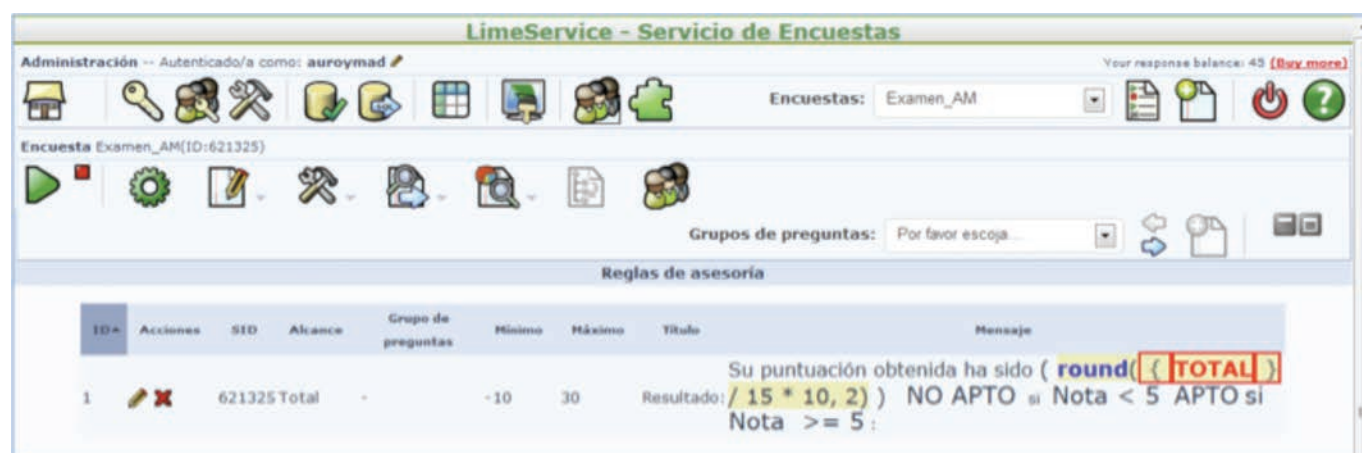 LimeService - Servicio de Encuestas
Administración -- Autenticado/a como: auroymad
Your response balance: 45 (Buy more)
Encuestas: Examen_AM
Encuesta Examen_AM(ID:621325)
Grupos de preguntas: Por favor escoja...
Reglas de asesoría
ID Acciones SID Alcance Grupo de preguntas Mínimo Máximo Título Mensaje
1 621325 Total - -10 30 Resultado: Su puntuación obtenida ha sido ( round( { TOTAL }
/ 15 * 10, 2) ) NO APTO si Nota < 5 APTO si
Nota >= 5 :